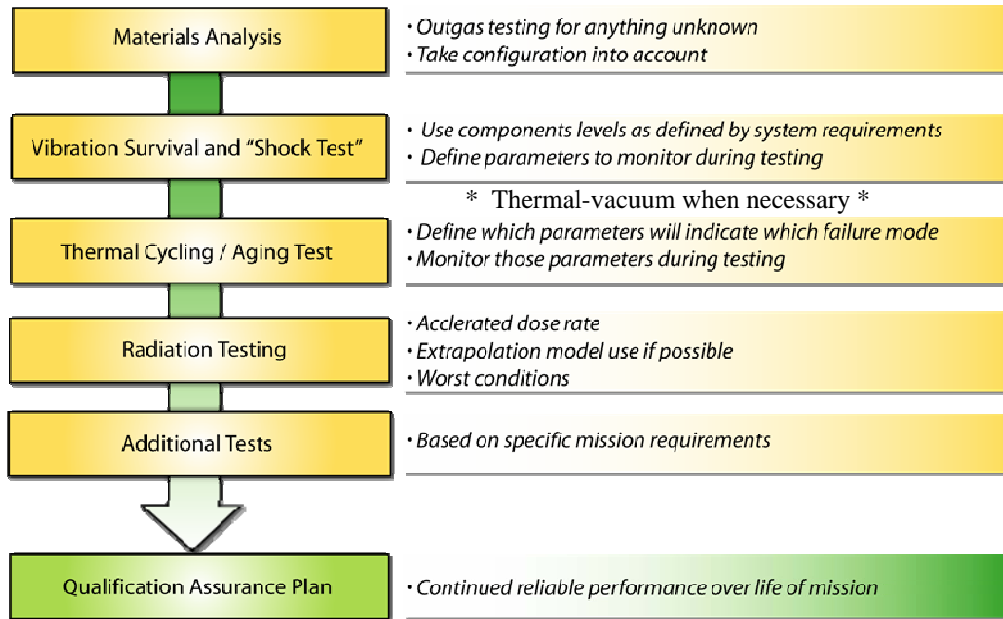 Materials Analysis
• Outgas testing for anything unknown
• Take configuration into account
Vibration Survival and “Shock Test”
• Use components levels as defined by system requirements
• Define parameters to monitor during testing
* Thermal-vacuum when necessary *
Thermal Cycling / Aging Test
• Define which parameters will indicate which failure mode
• Monitor those parameters during testing
Radiation Testing
• Acclerated dose rate
• Extrapolation model use if possible
• Worst conditions
Additional Tests
• Based on specific mission requirements
Qualification Assurance Plan
• Continued reliable performance over life of mission